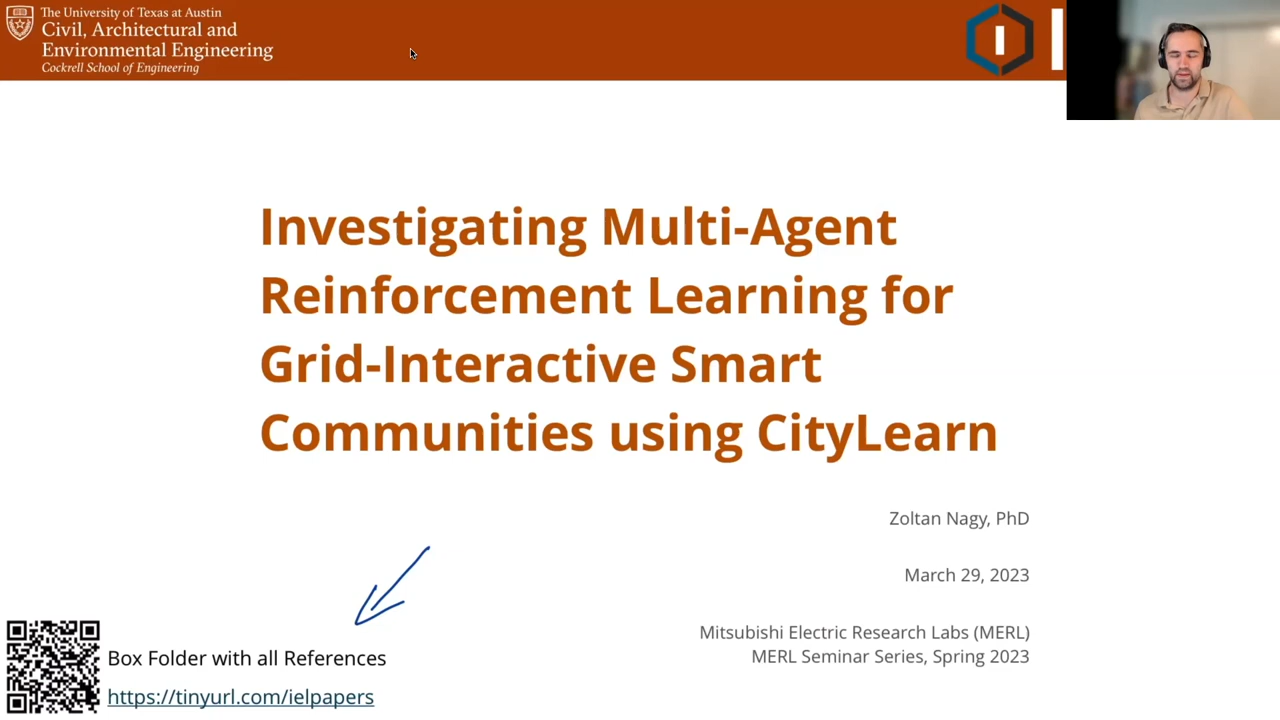 The University of Texas at Austin
Civil, Architectural and
Environmental Engineering
Cockrell School of Engineering
Investigating Multi-Agent
Reinforcement Learning for
Grid-Interactive Smart
Communities using CityLearn
Zoltan Nagy, PhD
March 29, 2023
Mitsubishi Electric Research Labs (MERL)
MERL Seminar Series, Spring 2023
Box Folder with all References
https://tinyurl.com/ielpapers